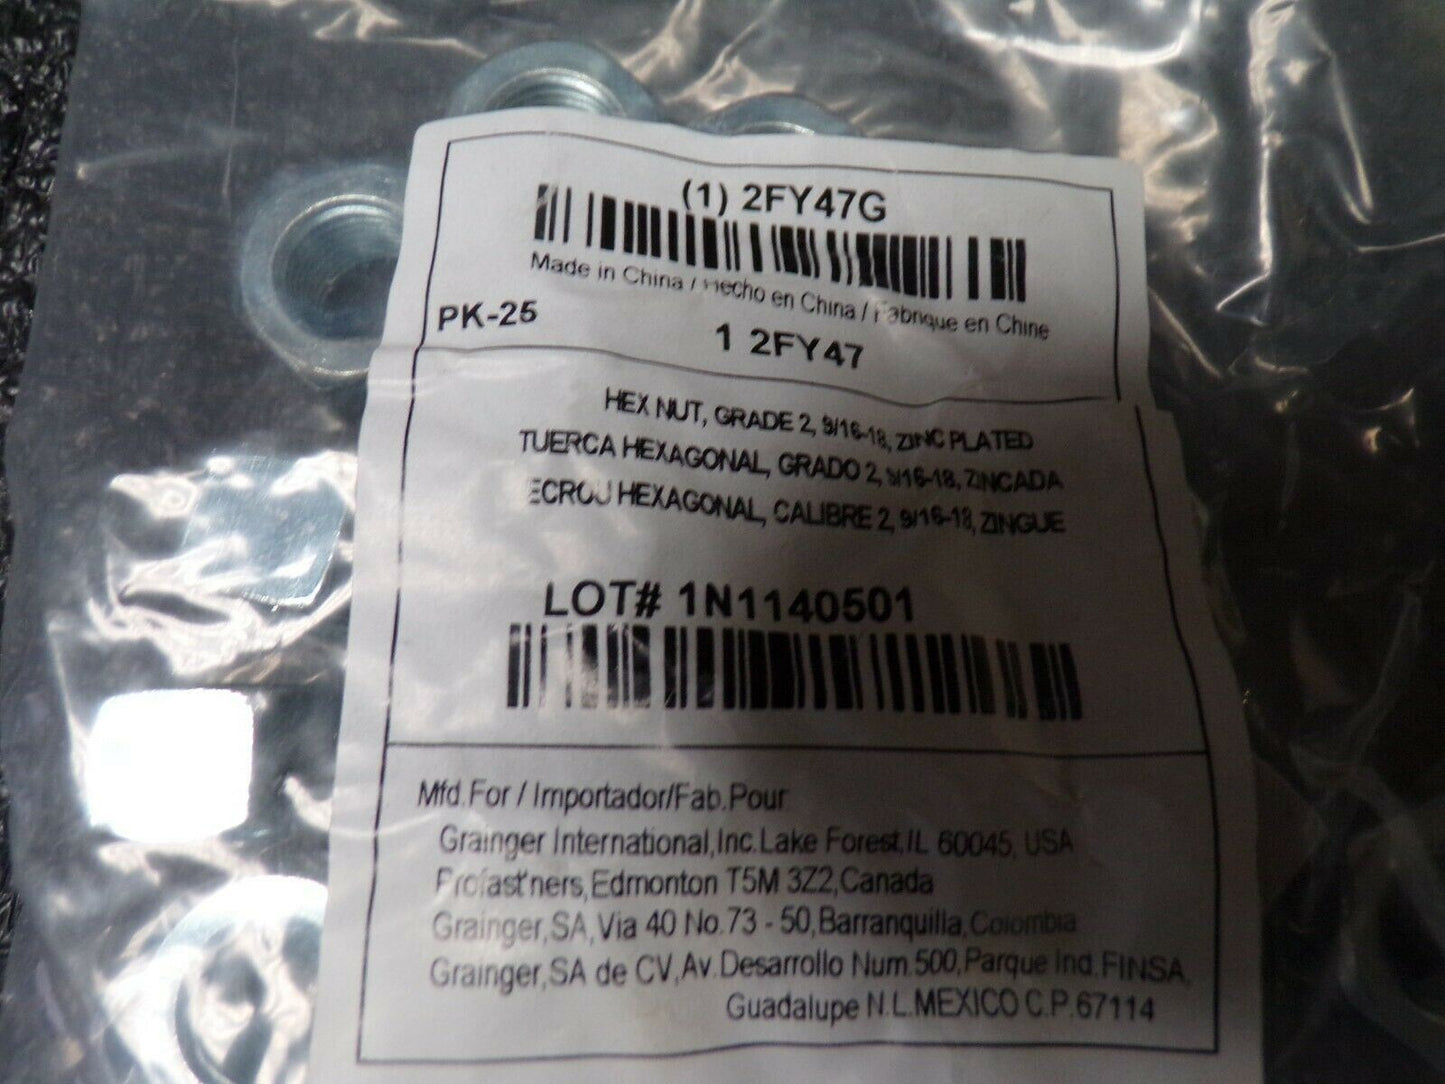 (1) 2FY47G
Made in China / Hecho en China / Fabrique en Chine
PK-25
1 2FY47
HEX NUT, GRADE 2, 9/16-18, ZINC PLATED
TUERCA HEXAGONAL, GRADO 2, 9/16-18, ZINCADA
ECROU HEXAGONAL, CALIBRE 2, 9/16-18, ZINGUE
LOT# 1N1140501
Mfd.For / Importador/Fab.Pour
Grainger International,Inc.Lake Forest,IL 60045, USA
Profast'ners,Edmonton T5M 3Z2,Canada
Grainger,SA,Via 40 No.73 - 50,Barranquilla,Colombia
Grainger,SA de CV,Av.Desarrollo Num.500,Parque Ind.FINSA,
Guadalupe N.L.MEXICO C.P.67114